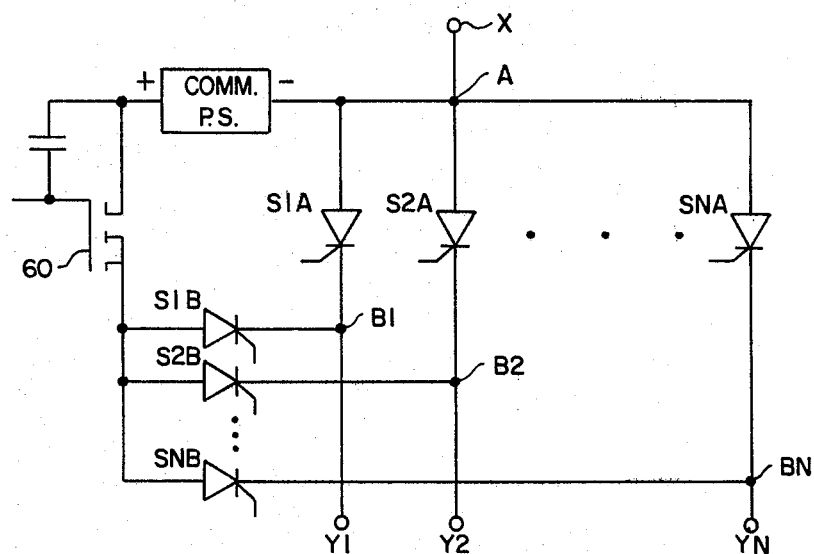 X
+ COMM. P.S. -
A
S1A
S2A
SNA
60
S1B
B1
S2B
B2
SNB
BN
Y1
Y2
YN